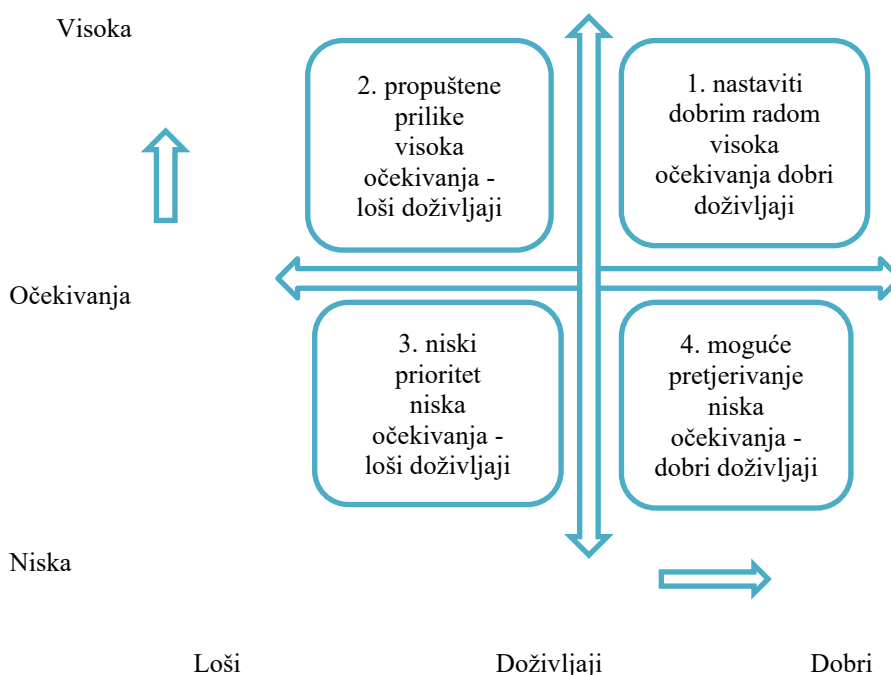 Visoka
2. propuštene
prilike
visoka
očekivanja -
loši doživljaji
1. nastaviti
dobrim radom
visoka
očekivanja dobri
doživljaji
Očekivanja
3. niski
prioritet
niska
očekivanja -
loši doživljaji
4. moguće
pretjerivanje
niska
očekivanja -
dobri doživljaji
Niska
Loši
Doživljaji
Dobri